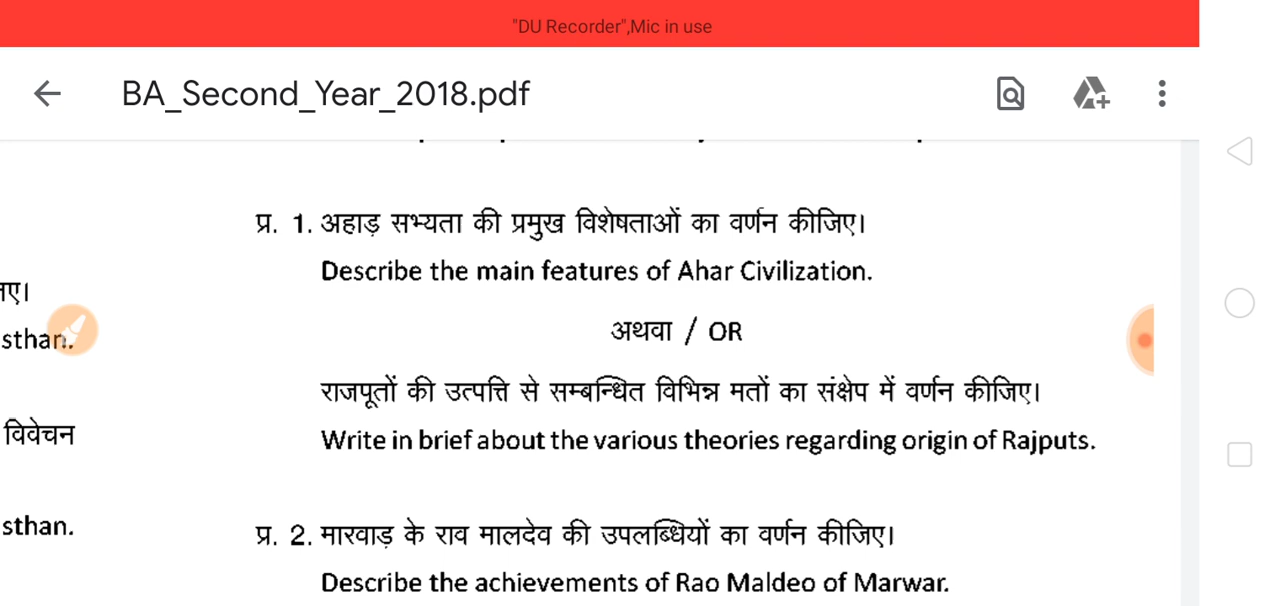 "DU Recorder",Mic in use
BA_Second_Year_2018.pdf
प्र. 1. अहाड़ सभ्यता की प्रमुख विशेषताओं का वर्णन कीजिए।
Describe the main features of Ahar Civilization.
अथवा / OR
राजपूतों की उत्पत्ति से सम्बन्धित विभिन्न मतों का संक्षेप में वर्णन कीजिए।
Write in brief about the various theories regarding origin of Rajputs.
प्र. 2. मारवाड़ के राव मालदेव की उपलब्धियों का वर्णन कीजिए।
Describe the achievements of Rao Maldeo of Marwar.
sthan.
विवेचन
sthan.